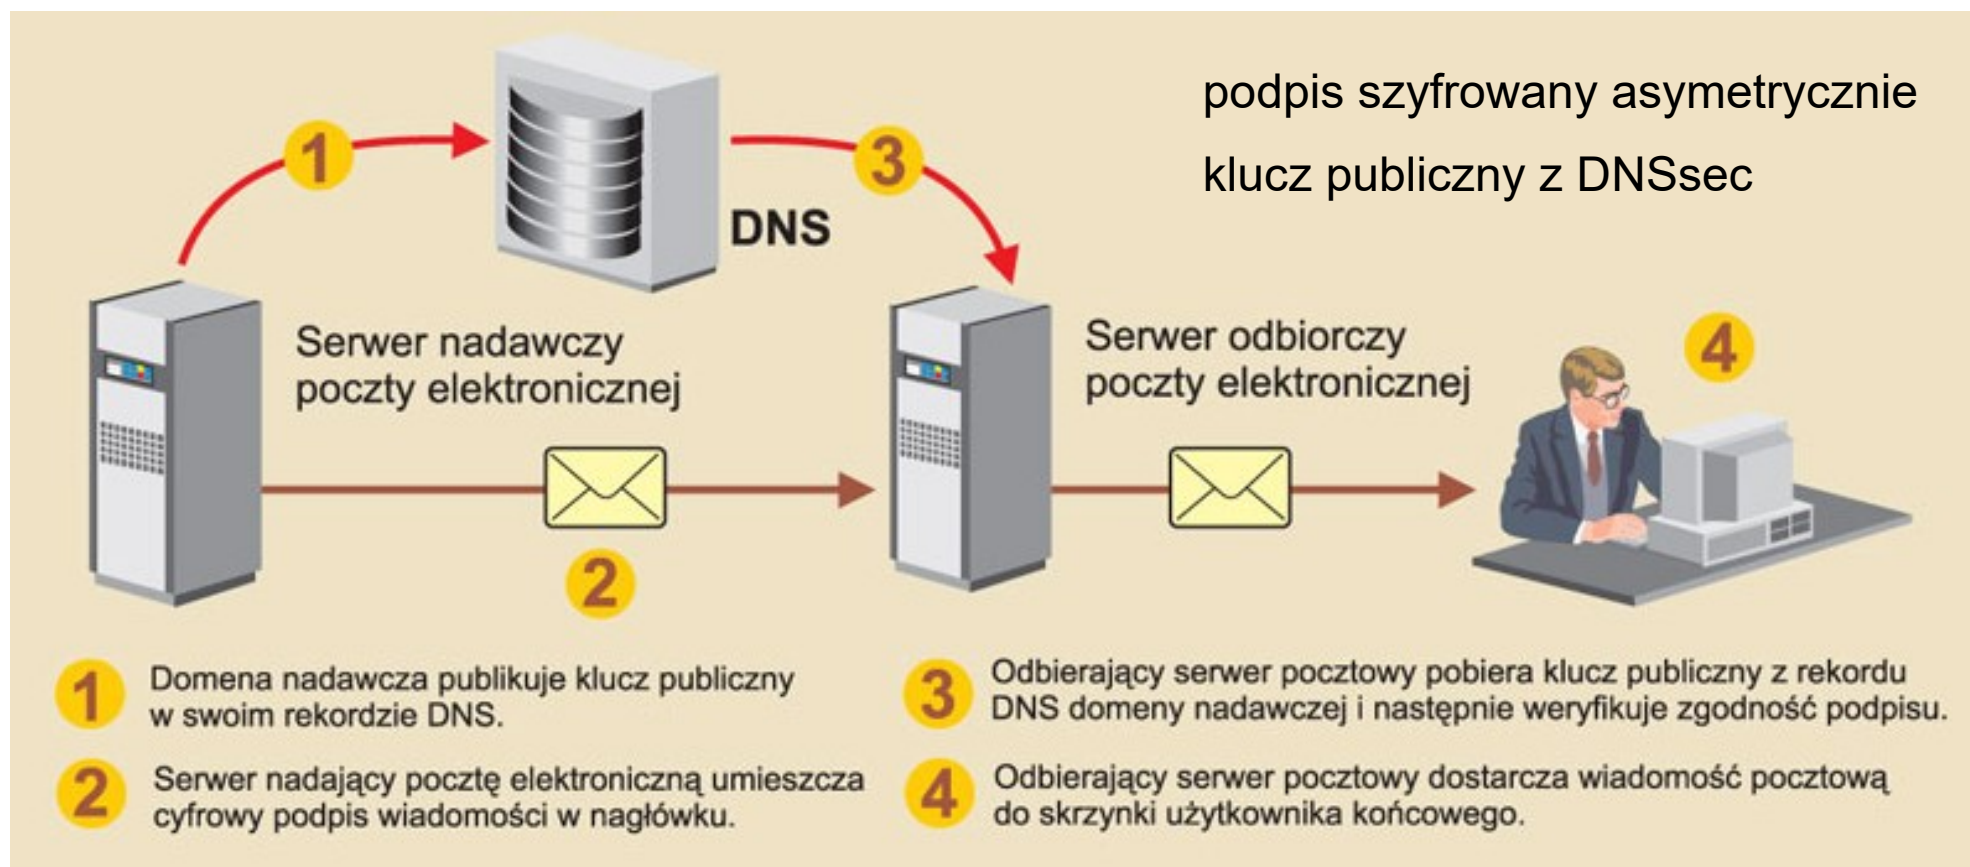 podpis szyfrowany asymetrycznie
klucz publiczny z DNSsec
1
3
DNS
Serwer nadawczy
poczty elektronicznej
Serwer odbiorczy
poczty elektronicznej
4
2
1 Domena nadawcza publikuje klucz publiczny
w swoim rekordzie DNS.
2 Serwer nadający pocztę elektroniczną umieszcza
cyfrowy podpis wiadomości w nagłówku.
3 Odbierający serwer pocztowy pobiera klucz publiczny z rekordu
DNS domeny nadawczej i następnie weryfikuje zgodność podpisu.
4 Odbierający serwer pocztowy dostarcza wiadomość pocztową
do skrzynki użytkownika końcowego.